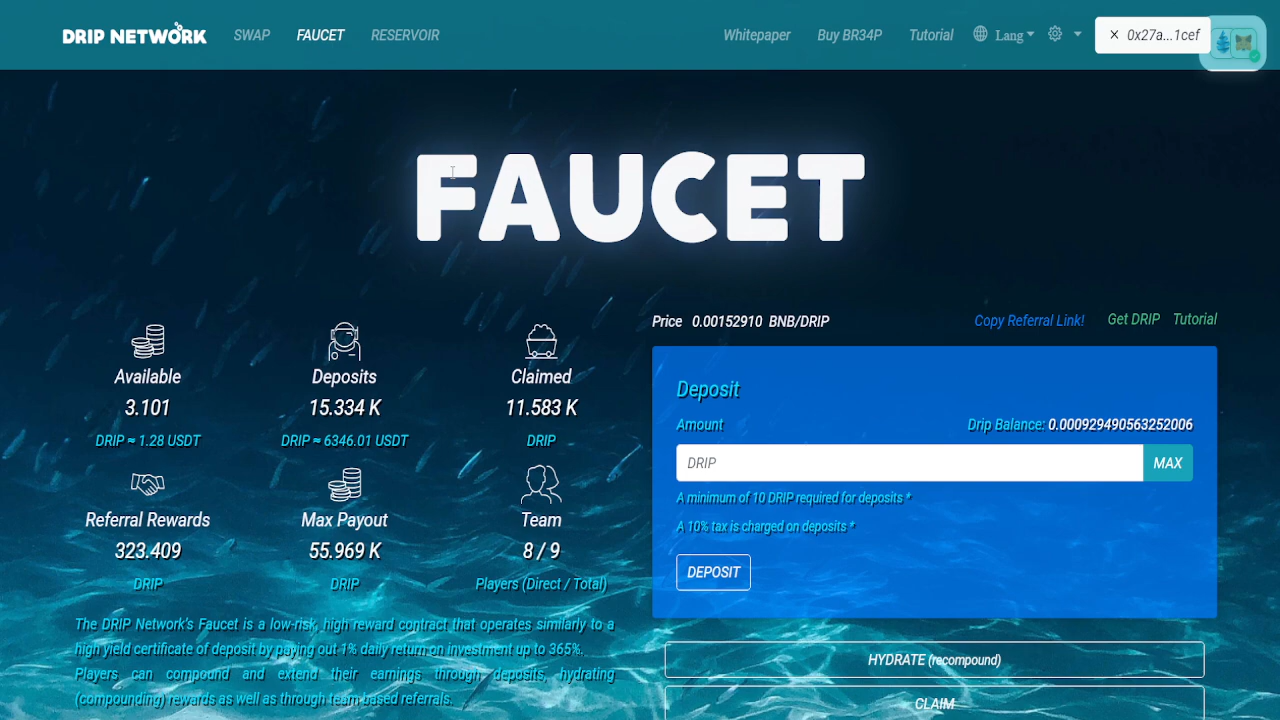 DRIP NETWORK SWAP FAUCET RESERVOIR Whitepaper Buy BR34P Tutorial Lang × 0x27a...1cef
FAUCET
Price 0.00152910 BNB/DRIP Copy Referral Link! Get DRIP Tutorial
Available
3.101
DRIP ≈ 1.28 USDT
Deposits
15.334 K
DRIP ≈ 6346.01 USDT
Claimed
11.583 K
DRIP
Referral Rewards
323.409
DRIP
Max Payout
55.969 K
DRIP
Team
8 / 9
Players (Direct / Total)
The DRIP Network's Faucet is a low-risk, high reward contract that operates similarly to a
high yield certificate of deposit by paying out 1% daily return on investment up to 365%.
Players can compound and extend their earnings through deposits, hydrating
(compounding) rewards as well as through team based referrals.
Deposit
Amount Drip Balance: 0.000929490563252006
DRIP MAX
A minimum of 10 DRIP required for deposits *
A 10% tax is charged on deposits *
DEPOSIT
HYDRATE (recompound)
CLAIM